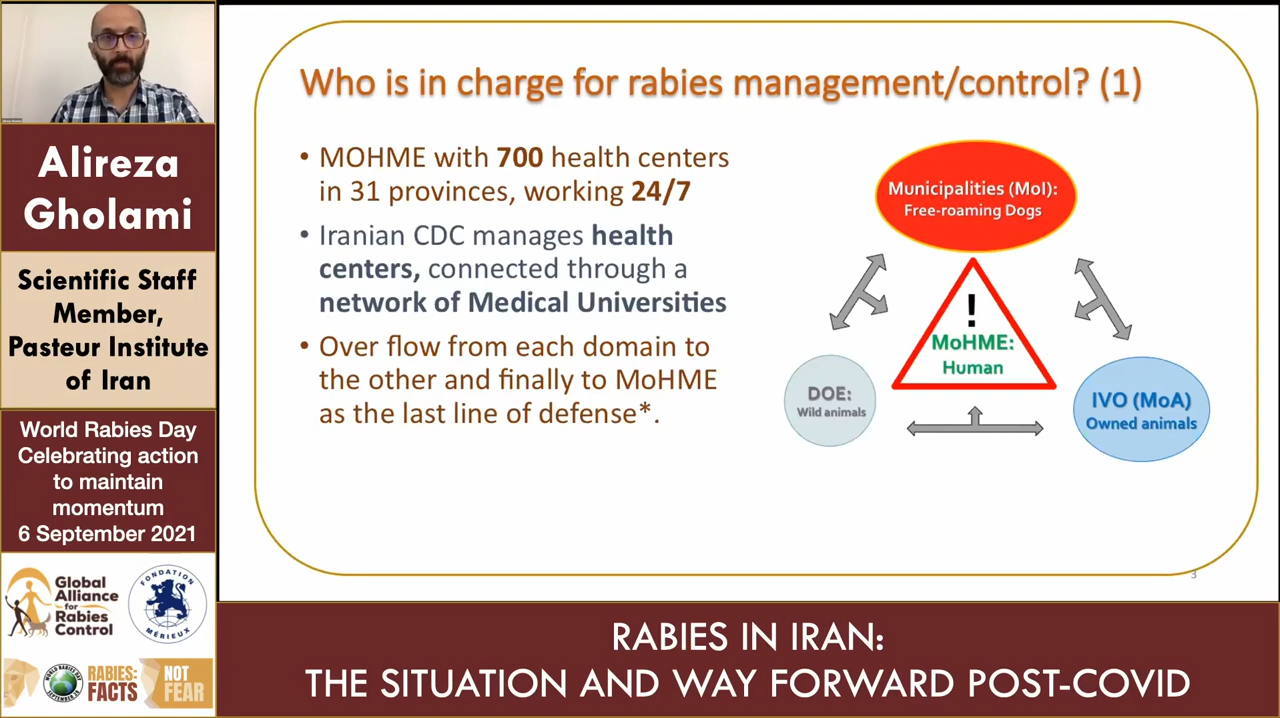 Alireza
Gholami
Scientific Staff
Member,
Pasteur Institute
of Iran
World Rabies Day
Celebrating action
to maintain
momentum
6 September 2021
Global
Alliance
for
Rabies
Control
FONDATION
MÉRIEUX
RABIES:
FACTS
NOT
FEAR
Who is in charge for rabies management/control? (1)
• MOHME with 700 health centers
in 31 provinces, working 24/7
• Iranian CDC manages health
centers, connected through a
network of Medical Universities
• Over flow from each domain to
the other and finally to MoHME
as the last line of defense*.
Municipalities (MoI):
Free-roaming Dogs
!
MoHME:
Human
DOE:
Wild animals
IVO (MoA)
Owned animals
3
RABIES IN IRAN:
THE SITUATION AND WAY FORWARD POST-COVID